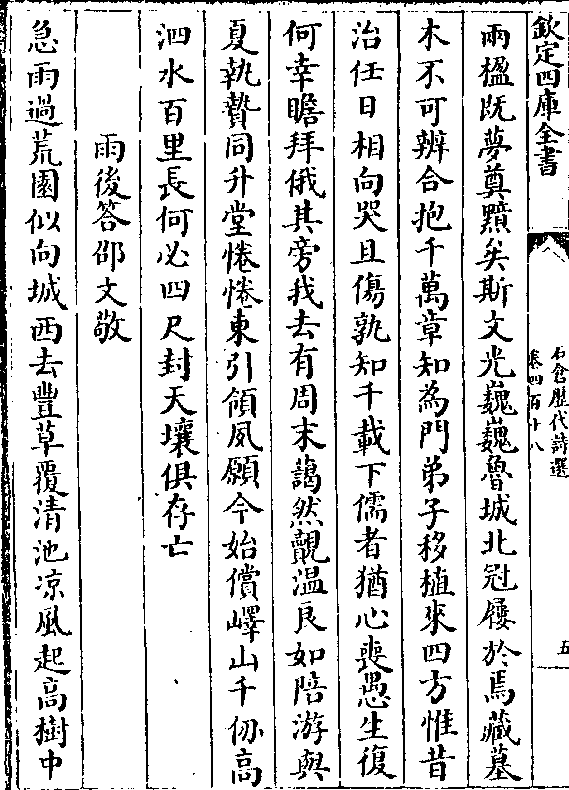 欽定四庫全書
石倉歷代詩選
卷四百十八
五
兩楹既夢奠黯矣斯文光巍巍魯城北冠屨於焉藏墓
木不可辨合抱千萬章知為門弟子移植來四方惟昔
治任日相向哭且傷孰知千載下儒者猶心喪愚生復
何幸瞻拜俄其旁我去有周末藹然覿溫良如陪游與
夏執贄同升堂惓惓東引領夙願今始償嶧山千仞高
泗水百里長何必四尺封天壤俱存亡
雨後答邵文敬
急雨過荒園似向城西去豐草覆清池凉風起高樹中